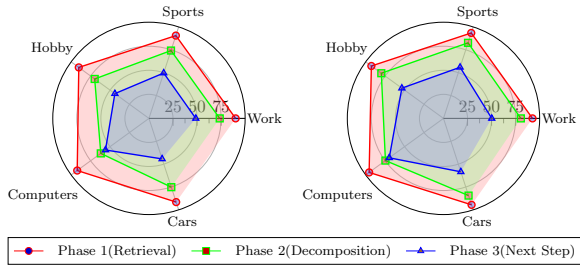 Sports
Hobby
25 50 75
Work
Computers
Cars
Sports
Hobby
25 50 75
Work
Computers
Cars
Phase 1(Retrieval) Phase 2(Decomposition) Phase 3(Next Step)